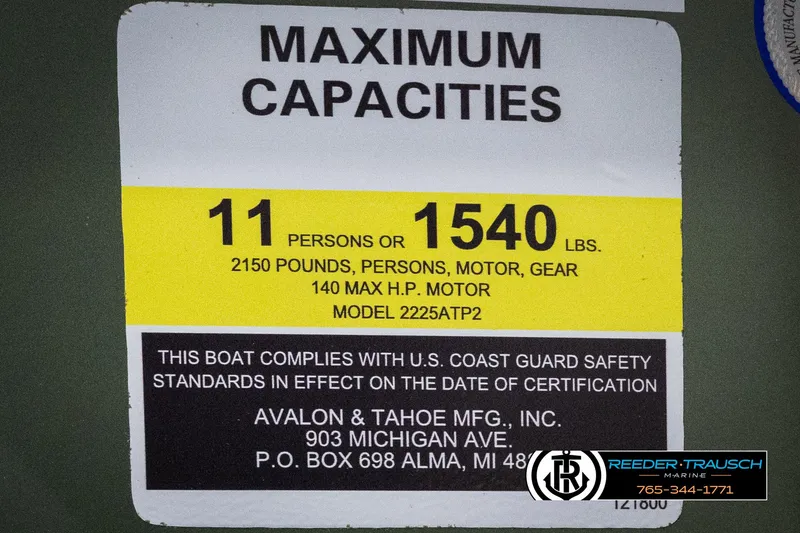 MAXIMUM
CAPACITIES
11 PERSONS OR 1540 LBS.
2150 POUNDS, PERSONS, MOTOR, GEAR
140 MAX H.P. MOTOR
MODEL 2225ATP2
THIS BOAT COMPLIES WITH U.S. COAST GUARD SAFETY
STANDARDS IN EFFECT ON THE DATE OF CERTIFICATION
AVALON & TAHOE MFG., INC.
903 MICHIGAN AVE.
P.O. BOX 698 ALMA, MI
REEDER·TRAUSCH
MARINE
765-344-1771
121800